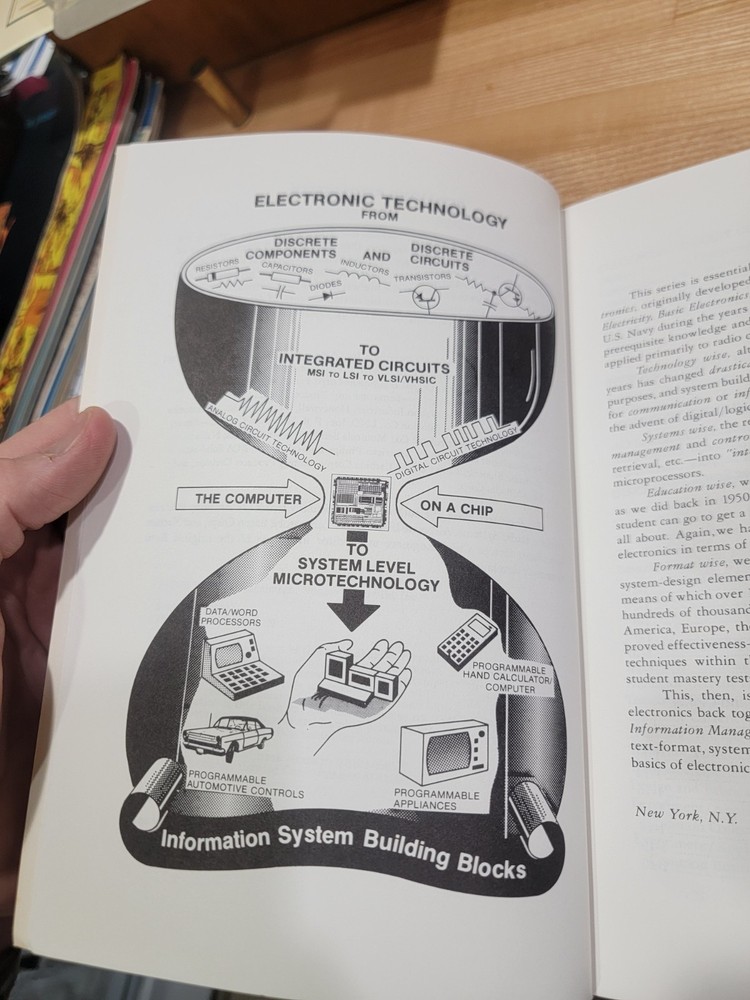 ELECTRONIC TECHNOLOGY
FROM
DISCRETE
COMPONENTS
AND
DISCRETE
CIRCUITS
RESISTORS
CAPACITORS
INDUCTORS
DIODES
TRANSISTORS
TO
INTEGRATED CIRCUITS
MSI TO LSI TO VLSI/VHSIC
ANALOG CIRCUIT TECHNOLOGY
DIGITAL CIRCUIT TECHNOLOGY
THE COMPUTER
ON A CHIP
TO
SYSTEM LEVEL
MICROTECHNOLOGY
DATA/WORD
PROCESSORS
PROGRAMMABLE
HAND CALCULATOR/
COMPUTER
PROGRAMMABLE
AUTOMOTIVE CONTROLS
PROGRAMMABLE
APPLIANCES
Information System Building Blocks
This series is essential
tronics, originally developed
Electricity, Basic Electronics
U.S. Navy during the years
prerequisite knowledge and
applied primarily to radio
Technology wise,
years has changed
purposes, and system build
for communication or
the advent of digital/logic
Systems wise, the
management and
retrieval, etc.—into
microprocessors.
Education wise, w
as we did back in 1950
student can go to get a
all about. Again, we ha
electronics in terms of
Format wise, we
system-design elemen
means of which over
hundreds of thousand
America, Europe, the
proved effectiveness-
techniques within t
student mastery test
This, then, is
electronics back tog
Information Manag
text-format, system
basics of electronic
New York, N.Y.